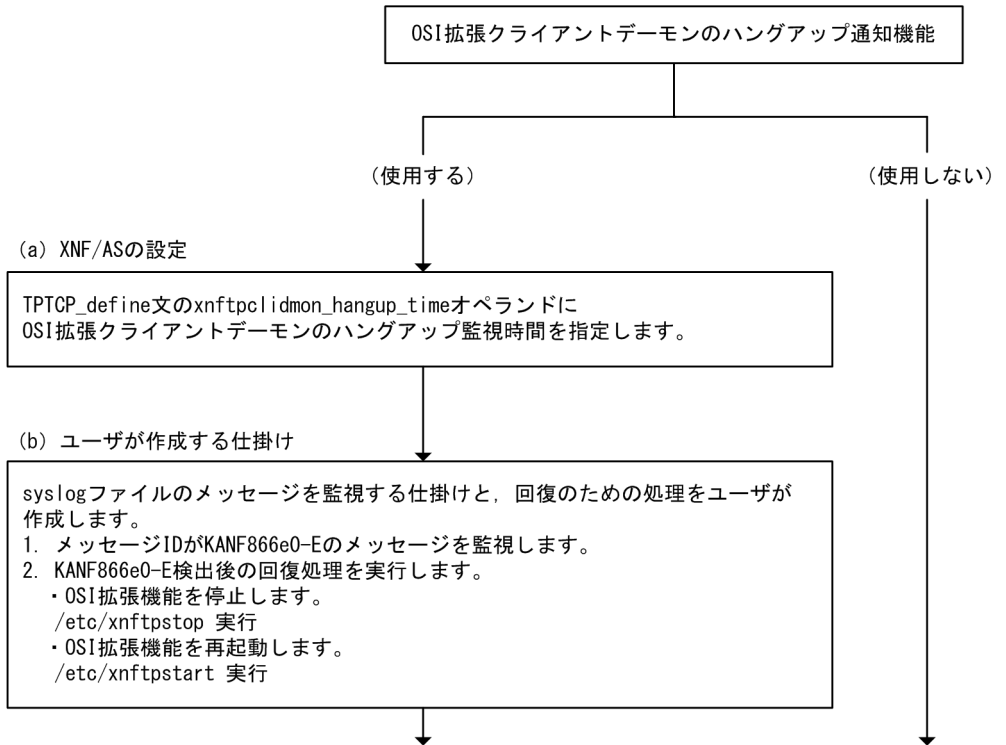 OSI拡張クライアントデーモンのハングアップ通知機能
（使用する）
（使用しない）
(a) XNF/ASの設定
TPTCP_define文のxnftpclidmon_hangup_timeオペランドに
OSI拡張クライアントデーモンのハングアップ監視時間を指定します。
(b) ユーザが作成する仕掛け
syslogファイルのメッセージを監視する仕掛けと，回復のための処理をユーザが
作成します。
1. メッセージIDがKANF866e0-Eのメッセージを監視します。
2. KANF866e0-E検出後の回復処理を実行します。
・OSI拡張機能を停止します。
/etc/xnftpstop 実行
・OSI拡張機能を再起動します。
/etc/xnftpstart 実行